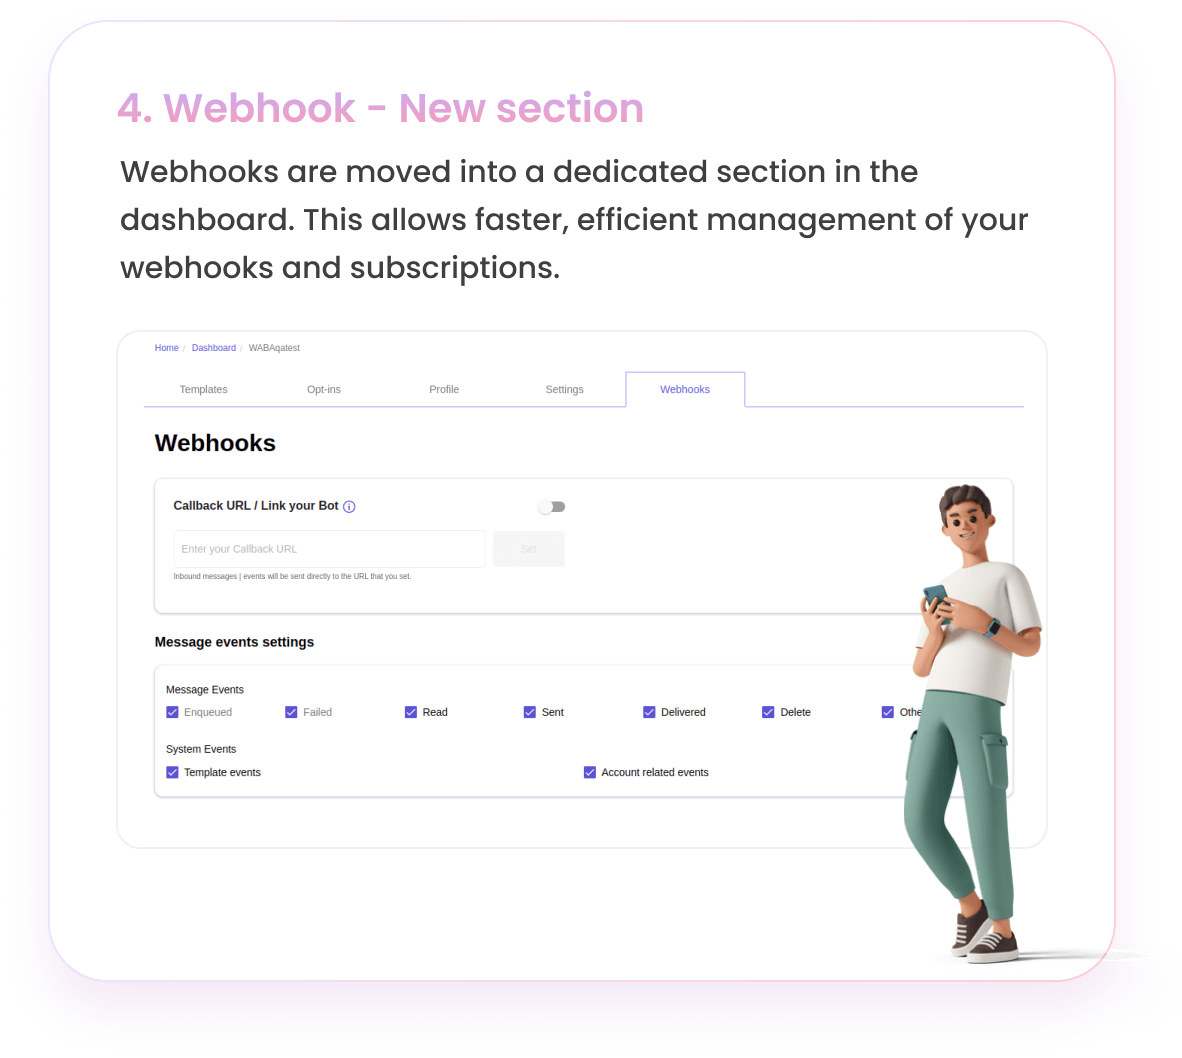 4. Webhook - New section
Webhooks are moved into a dedicated section in the
dashboard. This allows faster, efficient management of your
webhooks and subscriptions.
Home / Dashboard / WABAqatest
Templates Opt-ins Profile Settings Webhooks
Webhooks
Callback URL / Link your Bot
Enter your Callback URL Set
Inbound messages | events will be sent directly to the URL that you set.
Message events settings
Message Events
Enqueued Failed Read Sent Delivered Delete Othe
System Events
Template events Account related events